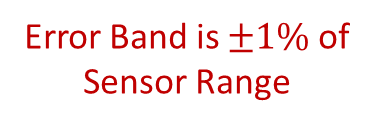 Error Band is ±1% of
Sensor Range